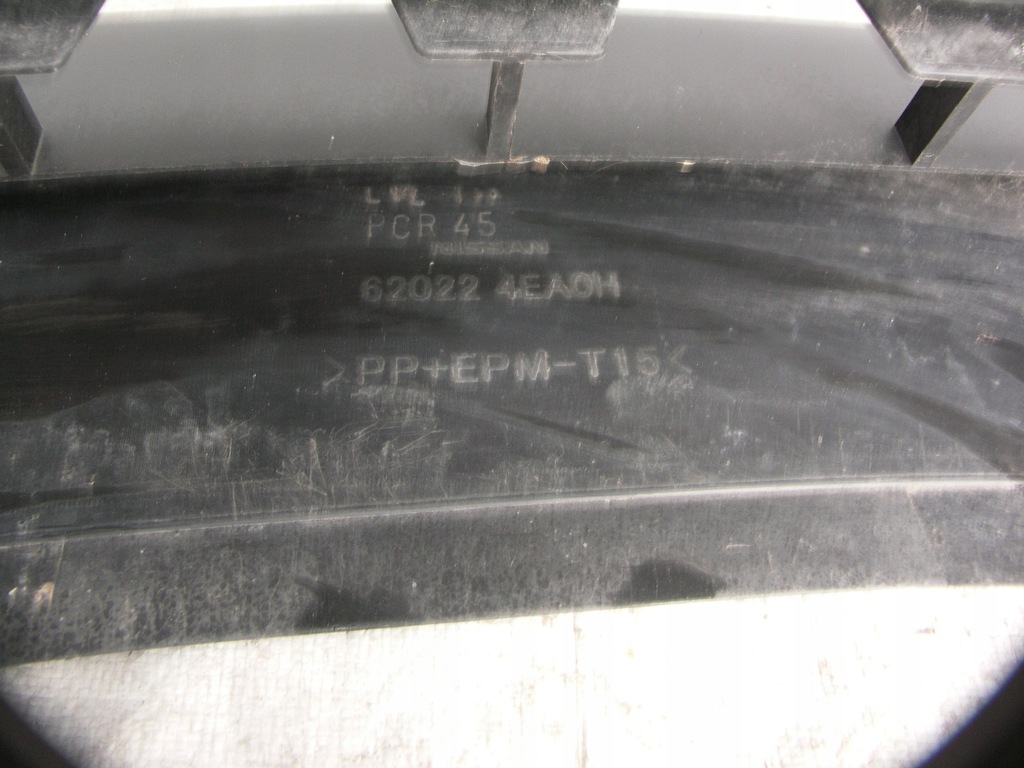 PCR 45
NISSAN
62022 4EA0H
>PP+EPM-T15<